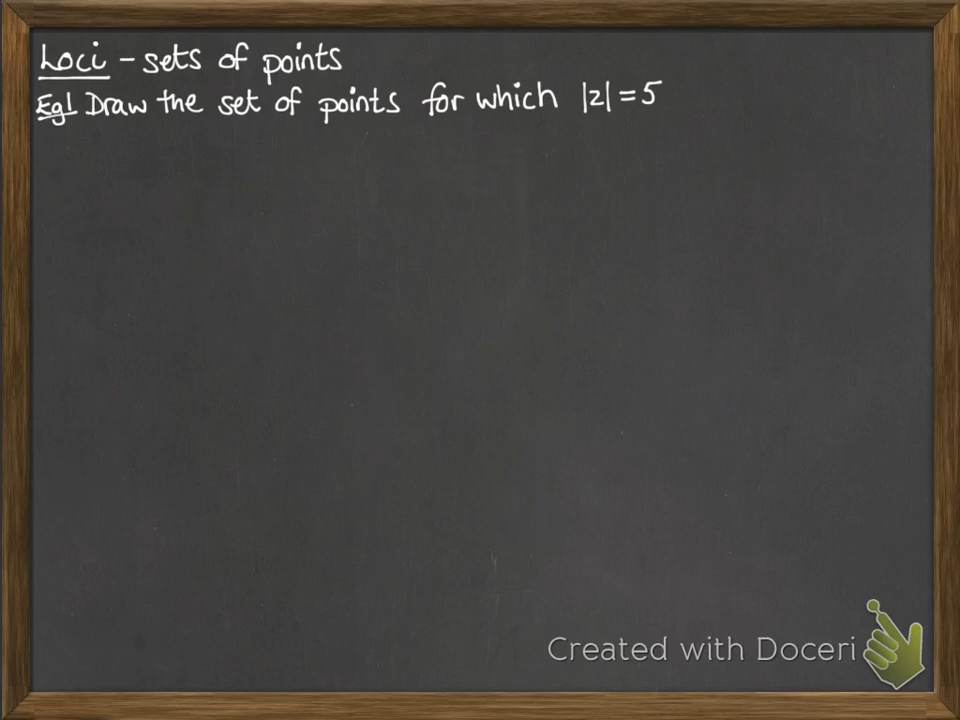 Loci - sets of points
Eg1 Draw the set of points for which |z| = 5
Created with Doceri